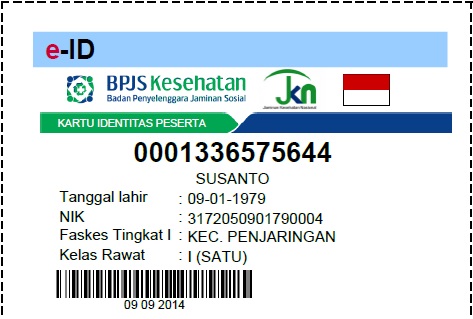 e-ID
BPJS Kesehatan
Badan Penyelenggara Jaminan Sosial
jkn
Jaminan Kesehatan Nasional
KARTU IDENTITAS PESERTA
0001336575644
SUSANTO
Tanggal lahir : 09-01-1979
NIK : 3172050901790004
Faskes Tingkat I : KEC. PENJARINGAN
Kelas Rawat : I (SATU)
09 09 2014